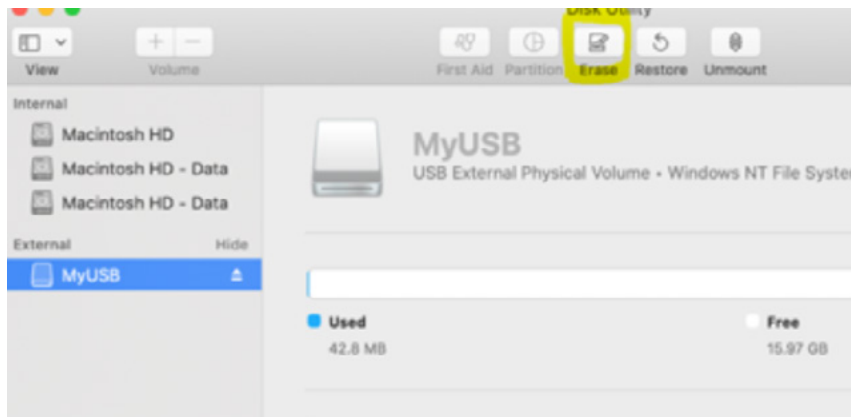 Disk Utility
View
Volume
First Aid Partition Erase Restore Unmount
Internal
Macintosh HD
Macintosh HD - Data
Macintosh HD - Data
External Hide
MyUSB
MyUSB
USB External Physical Volume • Windows NT File Syste
Used
42.8 MB
Free
15.97 GB